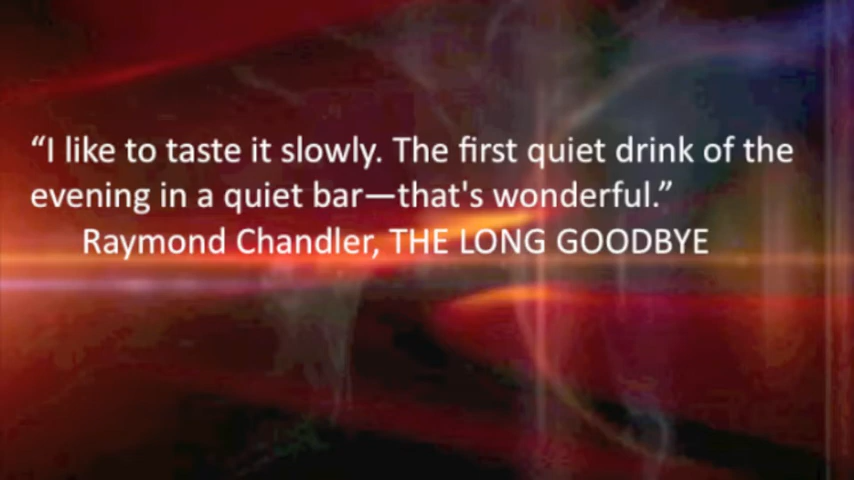 “I like to taste it slowly. The first quiet drink of the
evening in a quiet bar—that's wonderful.”
Raymond Chandler, THE LONG GOODBYE